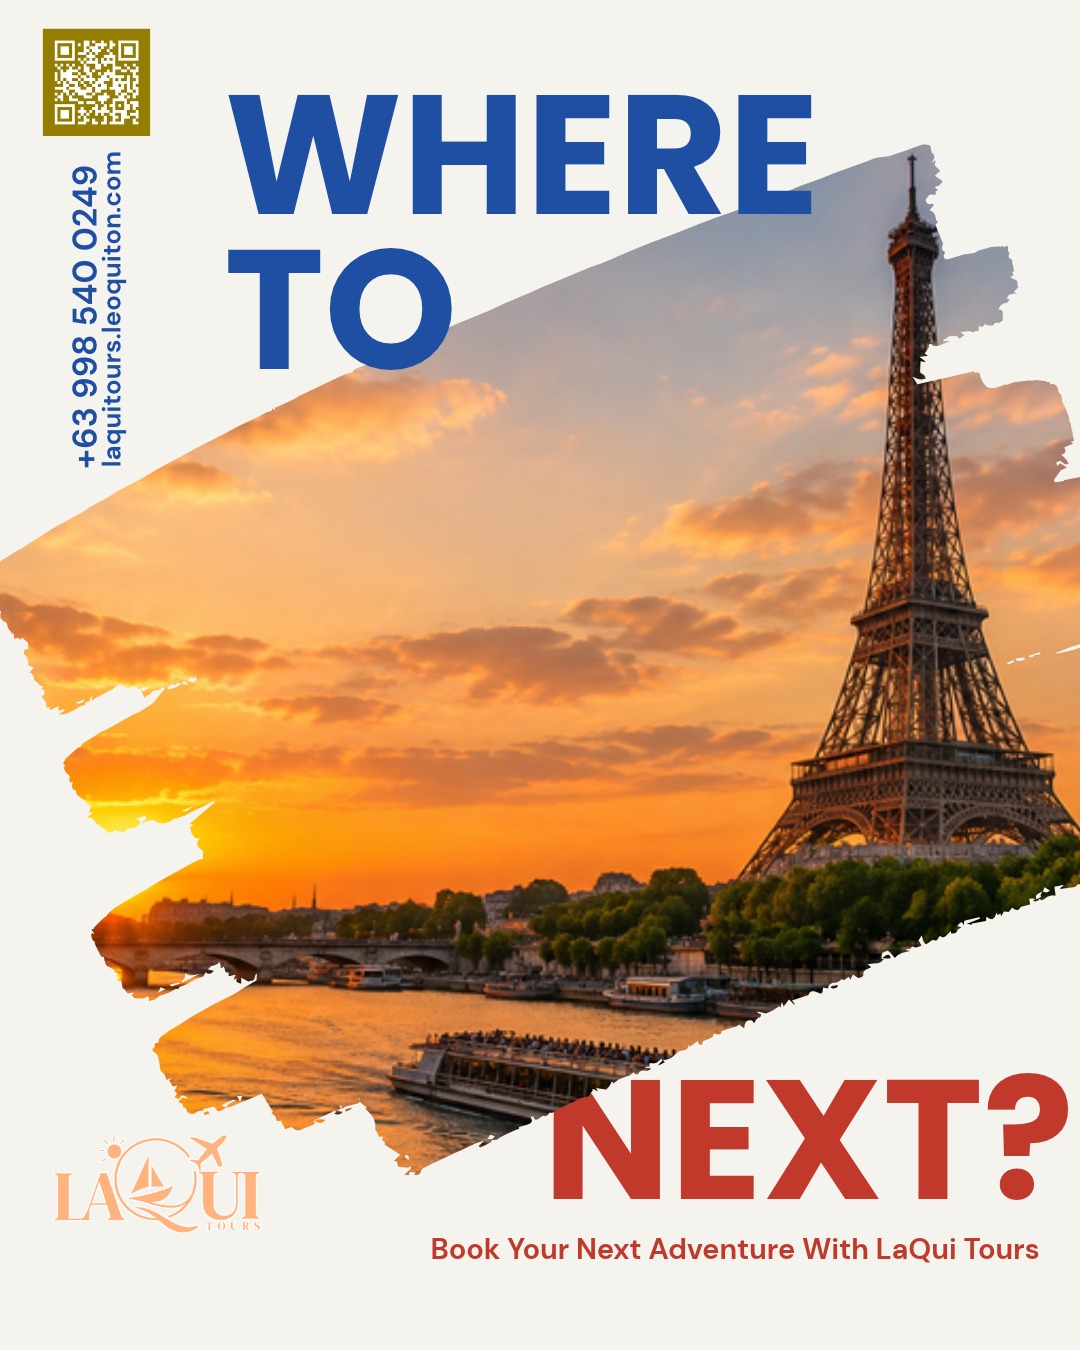 WHERE
TO
+63 998 540 0249
laquitours.leoquiton.com
NEXT?
Book Your Next Adventure With LaQui Tours
LAQUI
TOURS